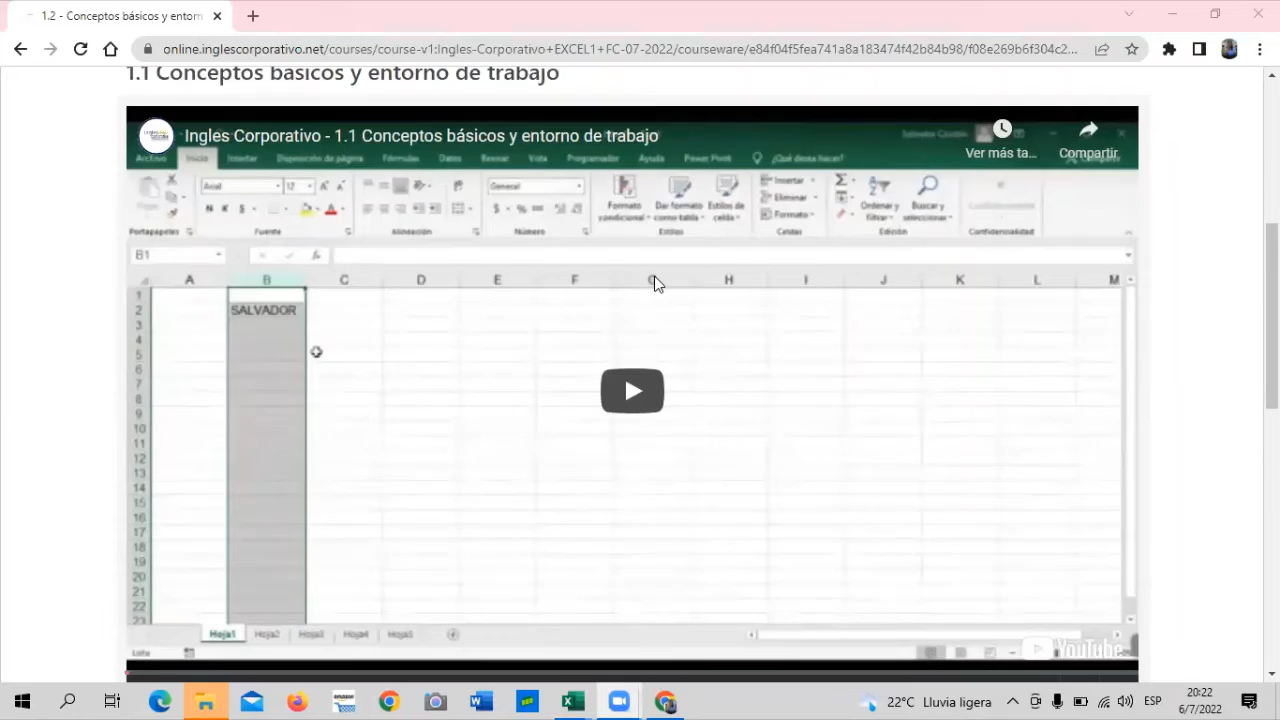 1.2 - Conceptos básicos y entorn
online.inglescorporativo.net/courses/course-v1:Ingles-Corporativo+EXCEL1+FC-07-2022/courseware/e84f04f5fea741a8a183474f42b84b98/f08e269b6f304c2...
1.1 Conceptos básicos y entorno de trabajo
Ingles Corporativo - 1.1 Conceptos básicos y entorno de trabajo
Ver más ta...
Compartir
Archivo Inicio Insertar Disposición de página Fórmulas Datos Revisar Vista Programador Ayuda Power Pivot ¿Qué desea hacer?
Arial 12 General
N K S
Formato condicional
Dar formato como tabla
Estilos de celda
Insertar
Eliminar
Formato
Ordenar y filtrar
Buscar y seleccionar
Confidencialidad
Portapapeles Fuente Alineación Número Estilos Celdas Edición Confidencialidad
B1 fx
A B C D E F G H I J K L M
1
2 SALVADOR
3
4
5
6
7
8
9
10
11
12
13
14
15
16
17
18
19
20
21
22
23
Hoja1 Hoja2 Hoja3 Hoja4 Hoja5
Listo
YouTube
22°C Lluvia ligera
ESP
20:22
6/7/2022